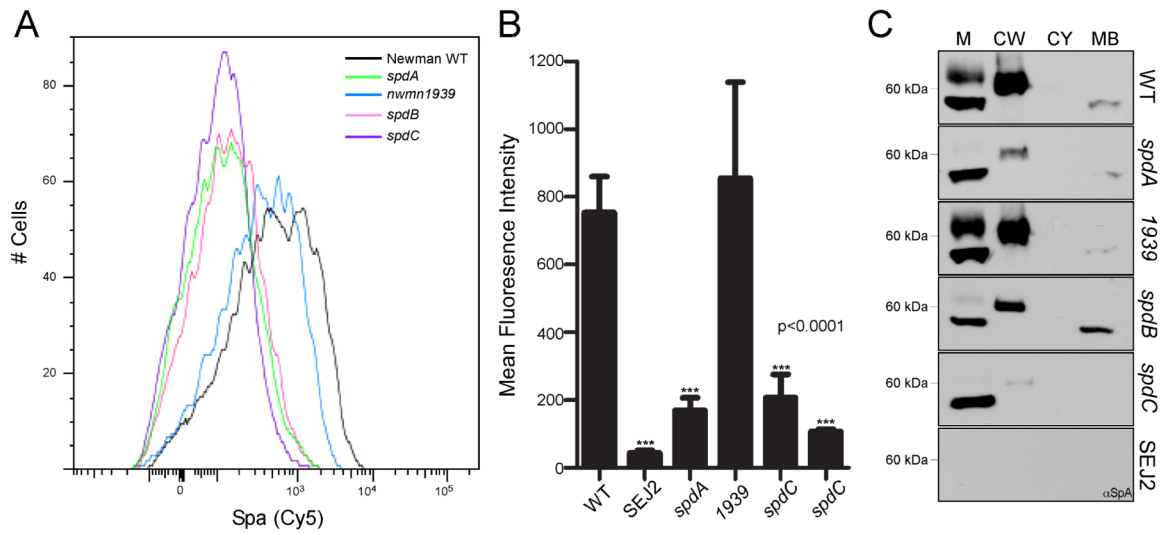 A
Newman WT
spdA
nwmn1939
spdB
spdC
80
60
40
20
# Cells
0
10³
10⁴
10⁵
Spa (Cy5)
B
1200
1000
800
600
400
200
0
Mean Fluoresence Intensity
p<0.0001
***
***
***
***
WT
SEJ2
spdA
1939
spdC
spdC
C
M CW CY MB
60 kDa
WT
60 kDa
spdA
60 kDa
1939
60 kDa
spdB
60 kDa
spdC
60 kDa
SEJ2
αSpA